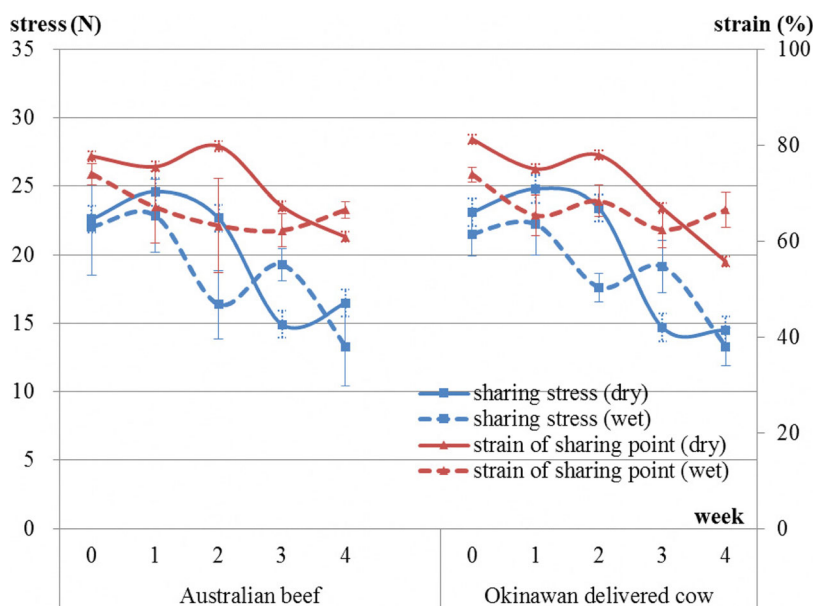 stress (N)
strain (%)
35
30
25
20
15
10
5
0
100
80
60
40
20
0
sharing stress (dry)
sharing stress (wet)
strain of sharing point (dry)
strain of sharing point (wet)
week
0 1 2 3 4 0 1 2 3 4
Australian beef Okinawan delivered cow